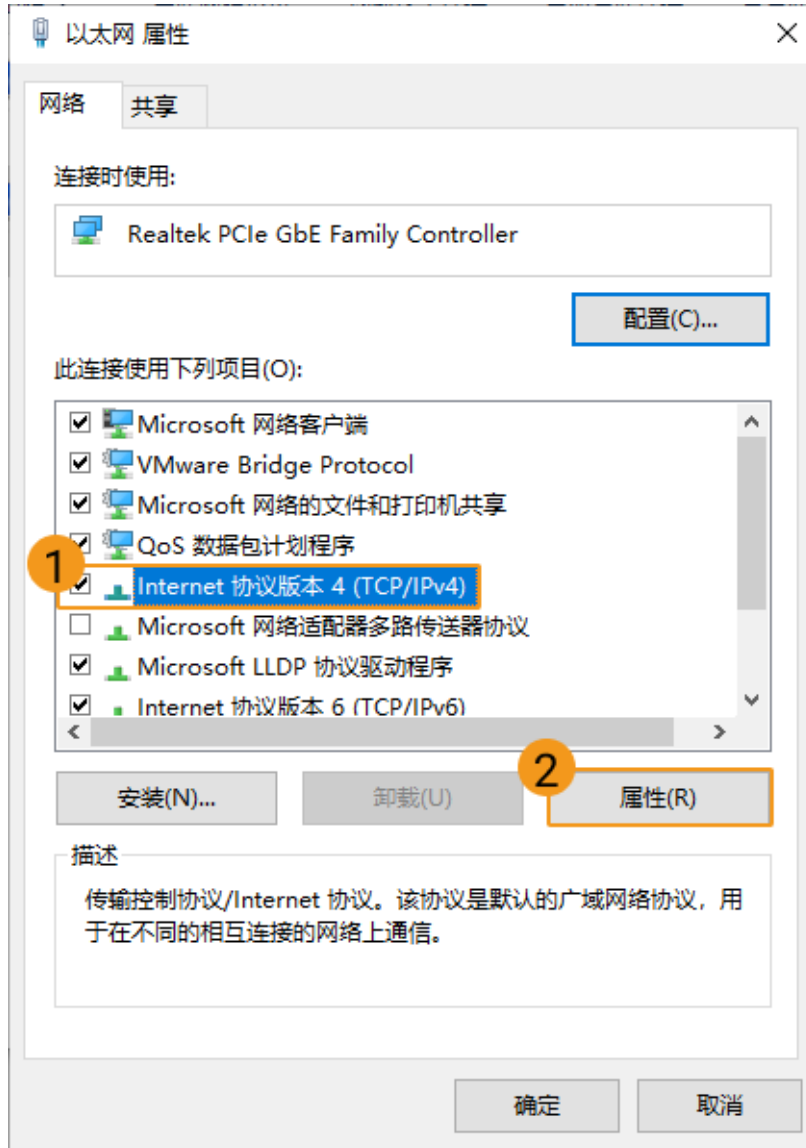 以太网 属性
网络
共享
连接时使用:
Realtek PCIe GbE Family Controller
配置(C)...
此连接使用下列项目(O):
Microsoft 网络客户端
VMware Bridge Protocol
Microsoft 网络的文件和打印机共享
QoS 数据包计划程序
1
Internet 协议版本 4 (TCP/IPv4)
Microsoft 网络适配器多路传送器协议
Microsoft LLDP 协议驱动程序
Internet 协议版本 6 (TCP/IPv6)
2
安装(N)...
卸载(U)
属性(R)
描述
传输控制协议/Internet 协议。该协议是默认的广域网络协议，用
于在不同的相互连接的网络上通信。
确定
取消